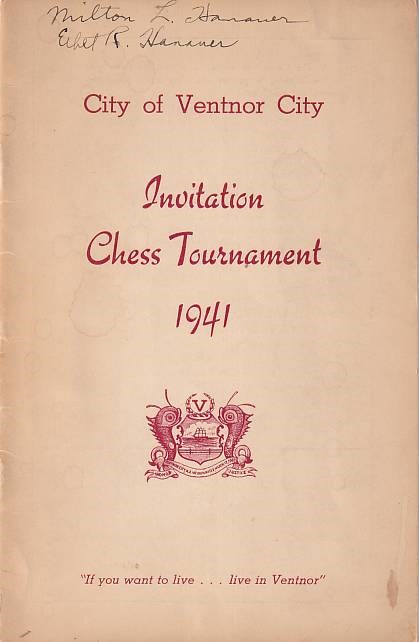 Milton L. Hanauer
Ethel R. Hanauer
City of Ventnor City
Invitation
Chess Tournament
1941
V
"If you want to live . . . live in Ventnor"